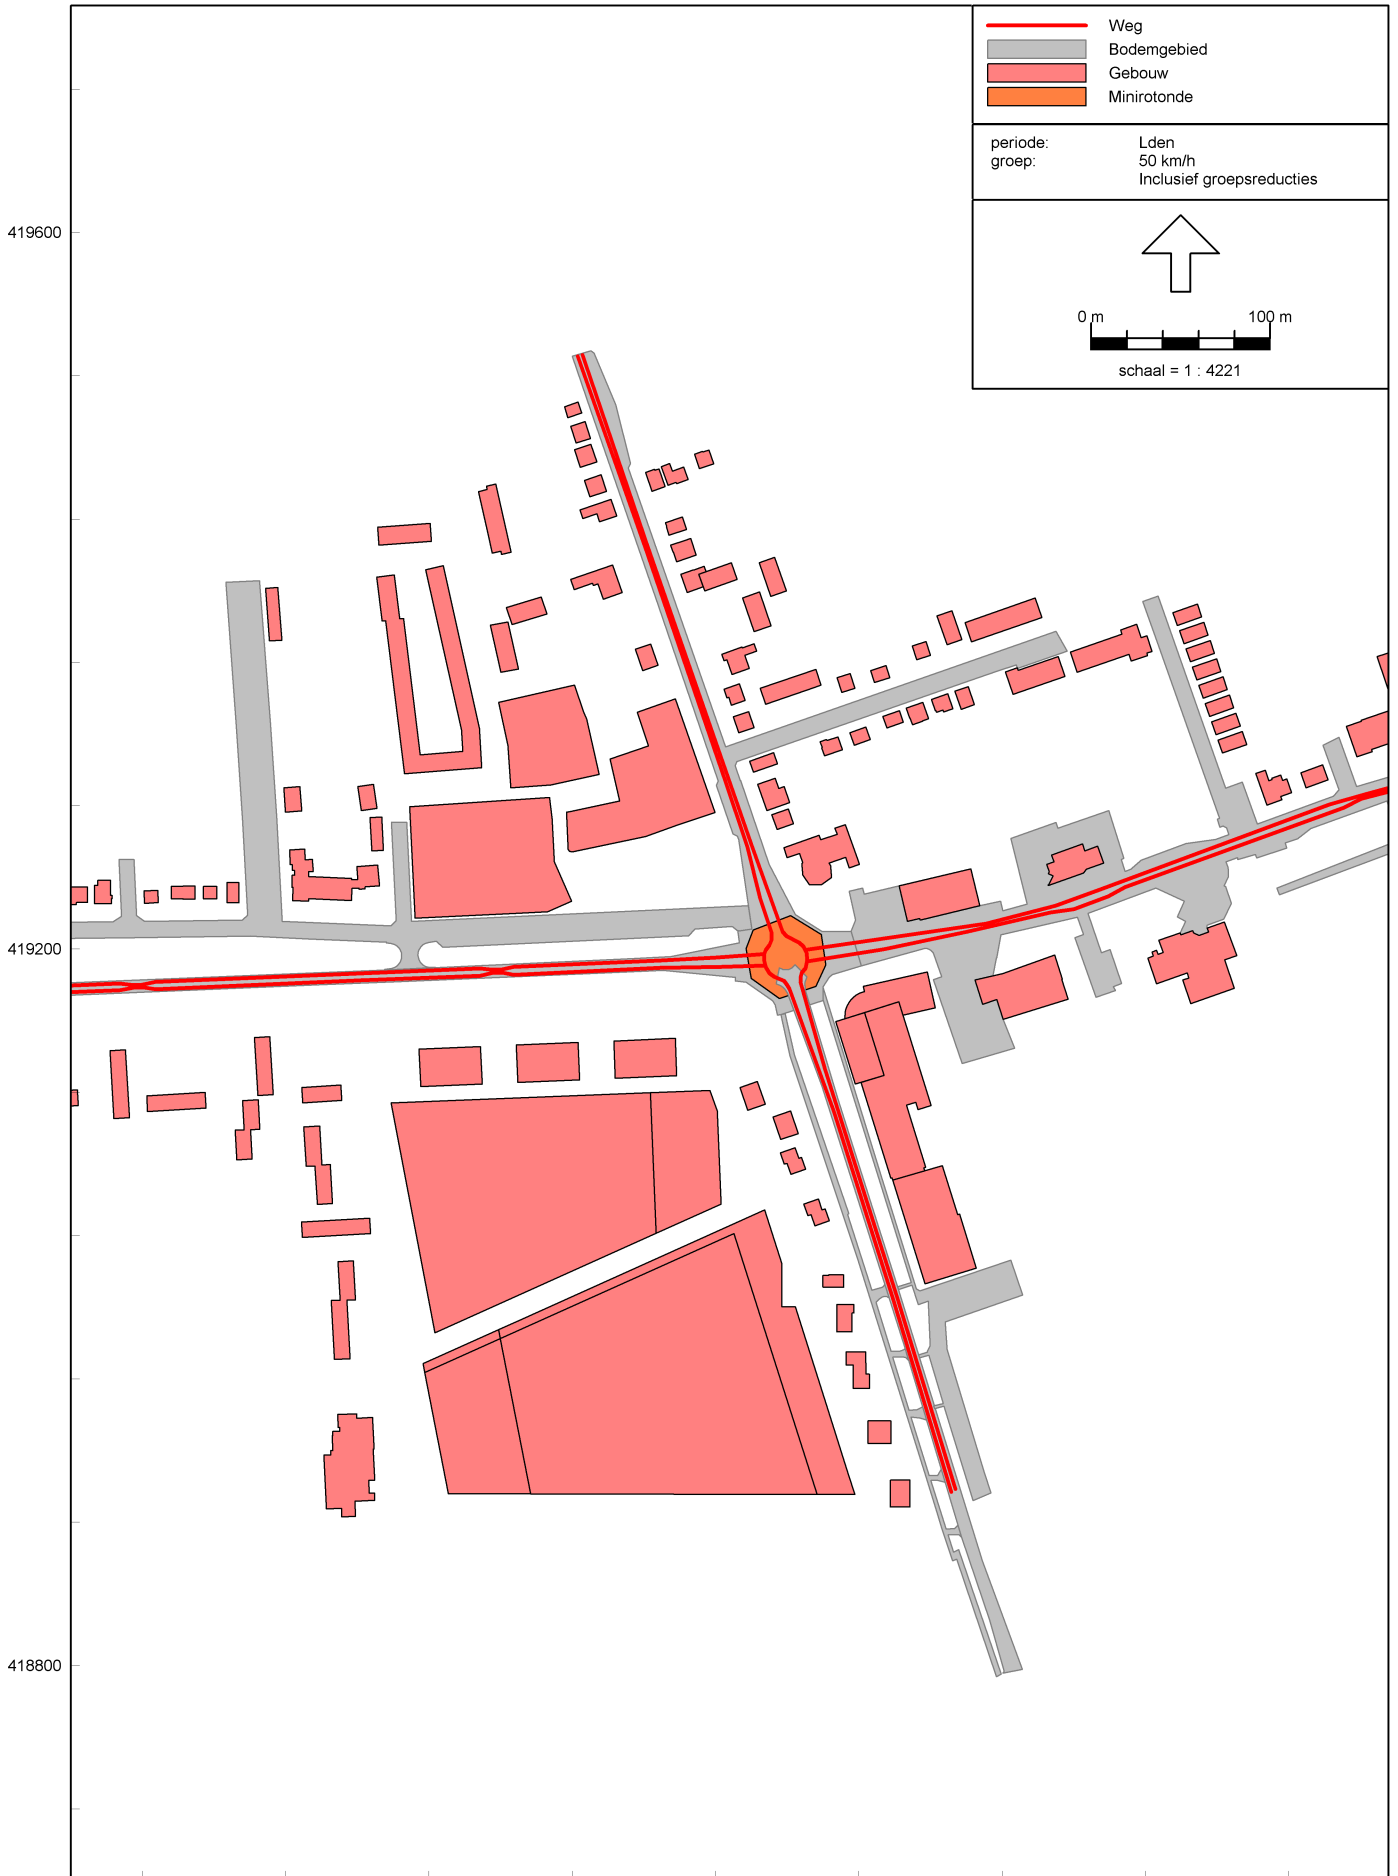 Weg
Bodemgebied
Gebouw
Minirotonde
periode: Lden
groep: 50 km/h
Inclusief groepsreducties
419600
0 m 100 m
schaal = 1 : 4221
419200
418800